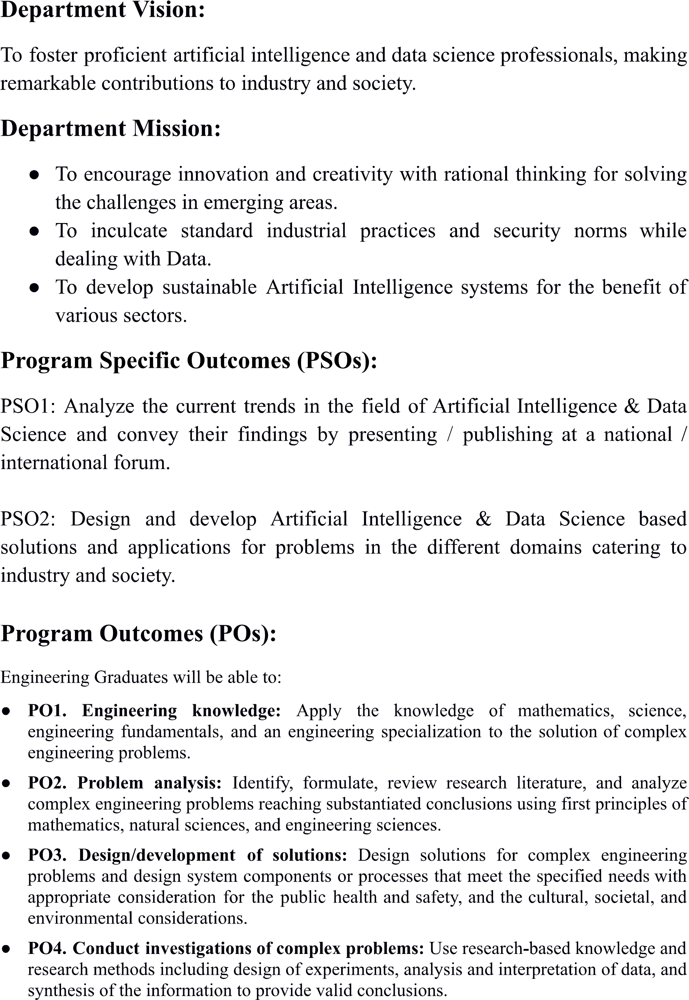 Department Vision:
To foster proficient artificial intelligence and data science professionals, making
remarkable contributions to industry and society.
Department Mission:
● To encourage innovation and creativity with rational thinking for solving
the challenges in emerging areas.
● To inculcate standard industrial practices and security norms while
dealing with Data.
● To develop sustainable Artificial Intelligence systems for the benefit of
various sectors.
Program Specific Outcomes (PSOs):
PSO1: Analyze the current trends in the field of Artificial Intelligence & Data
Science and convey their findings by presenting / publishing at a national /
international forum.
PSO2: Design and develop Artificial Intelligence & Data Science based
solutions and applications for problems in the different domains catering to
industry and society.
Program Outcomes (POs):
Engineering Graduates will be able to:
● PO1. Engineering knowledge: Apply the knowledge of mathematics, science,
engineering fundamentals, and an engineering specialization to the solution of complex
engineering problems.
● PO2. Problem analysis: Identify, formulate, review research literature, and analyze
complex engineering problems reaching substantiated conclusions using first principles of
mathematics, natural sciences, and engineering sciences.
● PO3. Design/development of solutions: Design solutions for complex engineering
problems and design system components or processes that meet the specified needs with
appropriate consideration for the public health and safety, and the cultural, societal, and
environmental considerations.
● PO4. Conduct investigations of complex problems: Use research-based knowledge and
research methods including design of experiments, analysis and interpretation of data, and
synthesis of the information to provide valid conclusions.